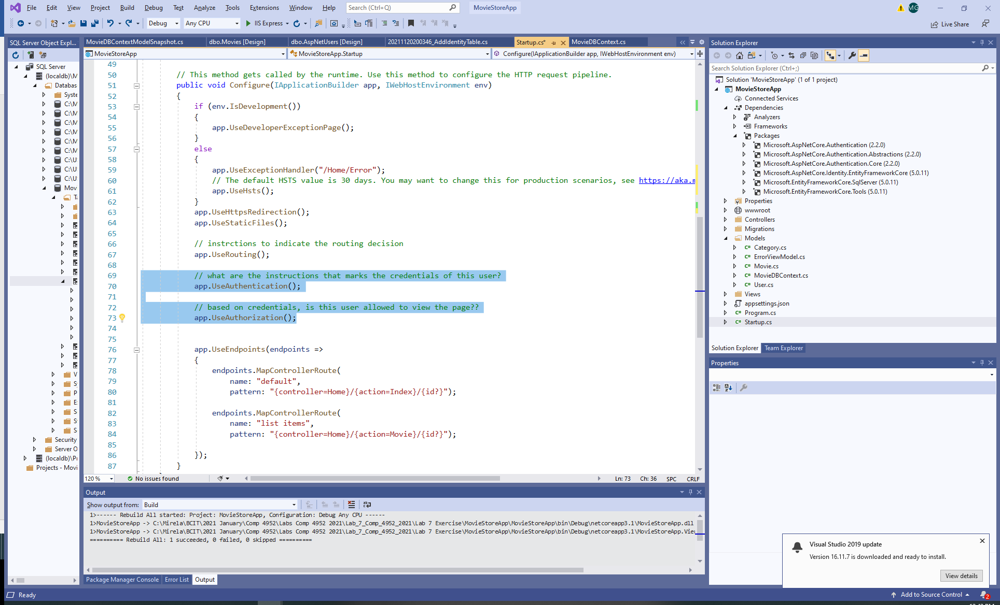 File Edit View Project Build Debug Test Analyze Tools Extensions Window Help Search (Ctrl+Q) MovieStoreApp MG
Debug Any CPU IIS Express Live Share
SQL Server Object Expl...
SQL Server
(localdb)\M
Databas
Syste
C:\M
C:\M
C:\M
C:\M
C:\M
C:\M
C:\U
C:\U
C:\U
Mov
Ta
V
S
P
E
S
S
S
Security
Server O
(localdb)\Pr
Projects - Movi
MovieDBContextModelSnapshot.cs dbo.Movies [Design] dbo.AspNetUsers [Design] 20211120200346_AddIdentityTable.cs Startup.cs* MovieDBContext.cs
MovieStoreApp MovieStoreApp.Startup Configure(IApplicationBuilder app, IWebHostEnvironment env)
49
50 // This method gets called by the runtime. Use this method to configure the HTTP request pipeline.
51 public void Configure(IApplicationBuilder app, IWebHostEnvironment env)
52 {
53 if (env.IsDevelopment())
54 {
55 app.UseDeveloperExceptionPage();
56 }
57 else
58 {
59 app.UseExceptionHandler("/Home/Error");
60 // The default HSTS value is 30 days. You may want to change this for production scenarios, see https://aka.m
61 app.UseHsts();
62 }
63 app.UseHttpsRedirection();
64 app.UseStaticFiles();
65
66 // instrctions to indicate the routing decision
67 app.UseRouting();
68
69 // what are the instructions that marks the credentials of this user?
70 app.UseAuthentication();
71
72 // based on credentials, is this user allowed to view the page??
73 app.UseAuthorization();
74
75
76 app.UseEndpoints(endpoints =>
77 {
78 endpoints.MapControllerRoute(
79 name: "default",
80 pattern: "{controller=Home}/{action=Index}/{id?}");
81
82 endpoints.MapControllerRoute(
83 name: "list items",
84 pattern: "{controller=Home}/{action=Movie}/{id?}");
85
86 });
87 }
120 % No issues found Ln: 73 Ch: 36 SPC CRLF
Output
Show output from: Build
1>------ Rebuild All started: Project: MovieStoreApp, Configuration: Debug Any CPU ------
1>MovieStoreApp -> C:\Mirela\BCIT\2021 January\Comp 4952\Labs Comp 4952 2021\Lab_7_Comp_4952_2021\Lab 7 Exercise\MovieStoreApp\MovieStoreApp\bin\Debug\netcoreapp3.1\MovieStoreApp.dll
1>MovieStoreApp -> C:\Mirela\BCIT\2021 January\Comp 4952\Labs Comp 4952 2021\Lab_7_Comp_4952_2021\Lab 7 Exercise\MovieStoreApp\MovieStoreApp\bin\Debug\netcoreapp3.1\MovieStoreApp.Vie
========== Rebuild All: 1 succeeded, 0 failed, 0 skipped ==========
Package Manager Console Error List Output
Solution Explorer
Search Solution Explorer (Ctrl+;)
Solution 'MovieStoreApp' (1 of 1 project)
MovieStoreApp
Connected Services
Dependencies
Analyzers
Frameworks
Packages
Microsoft.AspNetCore.Authentication (2.2.0)
Microsoft.AspNetCore.Authentication.Abstractions (2.2.0)
Microsoft.AspNetCore.Authentication.Core (2.2.0)
Microsoft.AspNetCore.Identity.EntityFrameworkCore (5.0.11)
Microsoft.EntityFrameworkCore.SqlServer (5.0.11)
Microsoft.EntityFrameworkCore.Tools (5.0.11)
Properties
wwwroot
Controllers
Migrations
Models
C# Category.cs
C# ErrorViewModel.cs
C# Movie.cs
C# MovieDBContext.cs
C# User.cs
Views
appsettings.json
C# Program.cs
C# Startup.cs
Solution Explorer Team Explorer
Properties
Visual Studio 2019 update
Version 16.11.7 is downloaded and ready to install.
View details
Ready Add to Source Control 2